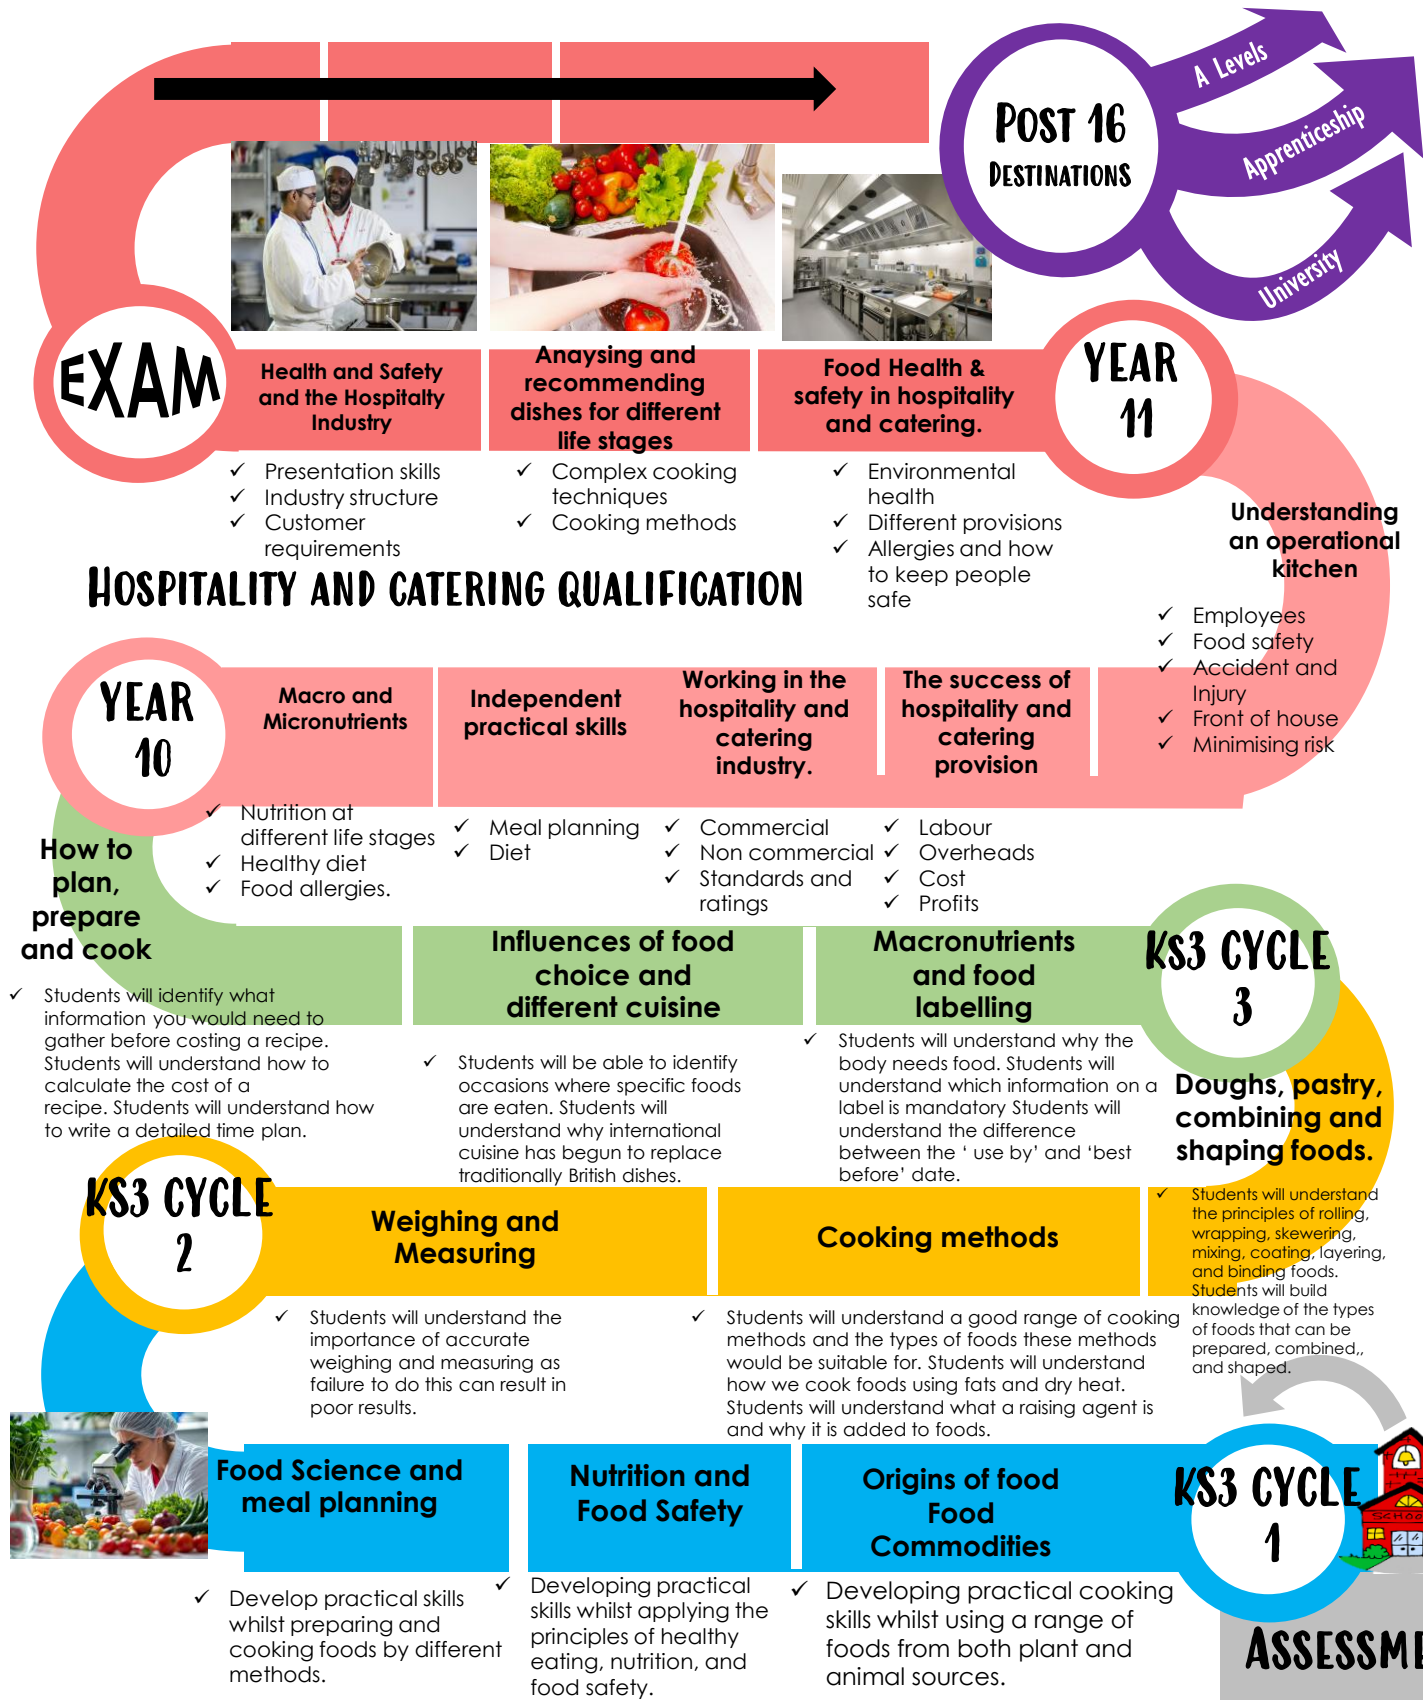 A Levels
POST 16
DESTINATIONS
Apprenticeship
University
EXAM
Health and Safety
and the Hospitalty
Industry
Anaysing and
recommending
dishes for different
life stages
Food Health &
safety in hospitality
and catering.
YEAR
11
✓ Presentation skills
✓ Industry structure
✓ Customer
requirements
✓ Complex cooking
techniques
✓ Cooking methods
✓ Environmental
health
✓ Different provisions
✓ Allergies and how
to keep people
safe
Understanding
an operational
kitchen
✓ Employees
✓ Food safety
✓ Accident and
Injury
✓ Front of house
✓ Minimising risk
HOSPITALITY AND CATERING QUALIFICATION
YEAR
10
Macro and
Micronutrients
Independent
practical skills
Working in the
hospitality and
catering
industry.
The success of
hospitality and
catering
provision
✓ Nutrition at
different life stages
✓ Healthy diet
✓ Food allergies.
✓ Meal planning
✓ Diet
✓ Commercial
✓ Non commercial
✓ Standards and
ratings
✓ Labour
✓ Overheads
✓ Cost
✓ Profits
How to
plan,
prepare
and cook
✓ Students will identify what
information you would need to
gather before costing a recipe.
Students will understand how to
calculate the cost of a
recipe. Students will understand how
to write a detailed time plan.
Influences of food
choice and
different cuisine
✓ Students will be able to identify
occasions where specific foods
are eaten. Students will
understand why international
cuisine has begun to replace
traditionally British dishes.
Macronutrients
and food
labelling
✓ Students will understand why the
body needs food. Students will
understand which information on a
label is mandatory Students will
understand the difference
between the ‘ use by’ and ‘best
before’ date.
KS3 CYCLE
3
Doughs, pastry,
combining and
shaping foods.
✓ Students will understand
the principles of rolling,
wrapping, skewering,
mixing, coating, layering,
and binding foods.
Students will build
knowledge of the types
of foods that can be
prepared, combined,,
and shaped.
KS3 CYCLE
2
Weighing and
Measuring
✓ Students will understand the
importance of accurate
weighing and measuring as
failure to do this can result in
poor results.
Cooking methods
✓ Students will understand a good range of cooking
methods and the types of foods these methods
would be suitable for. Students will understand
how we cook foods using fats and dry heat.
Students will understand what a raising agent is
and why it is added to foods.
Food Science and
meal planning
✓ Develop practical skills
whilst preparing and
cooking foods by different
methods.
Nutrition and
Food Safety
✓ Developing practical
skills whilst applying the
principles of healthy
eating, nutrition, and
food safety.
Origins of food
Food
Commodities
✓ Developing practical cooking
skills whilst using a range of
foods from both plant and
animal sources.
KS3 CYCLE
1
SCHOO
ASSESSME